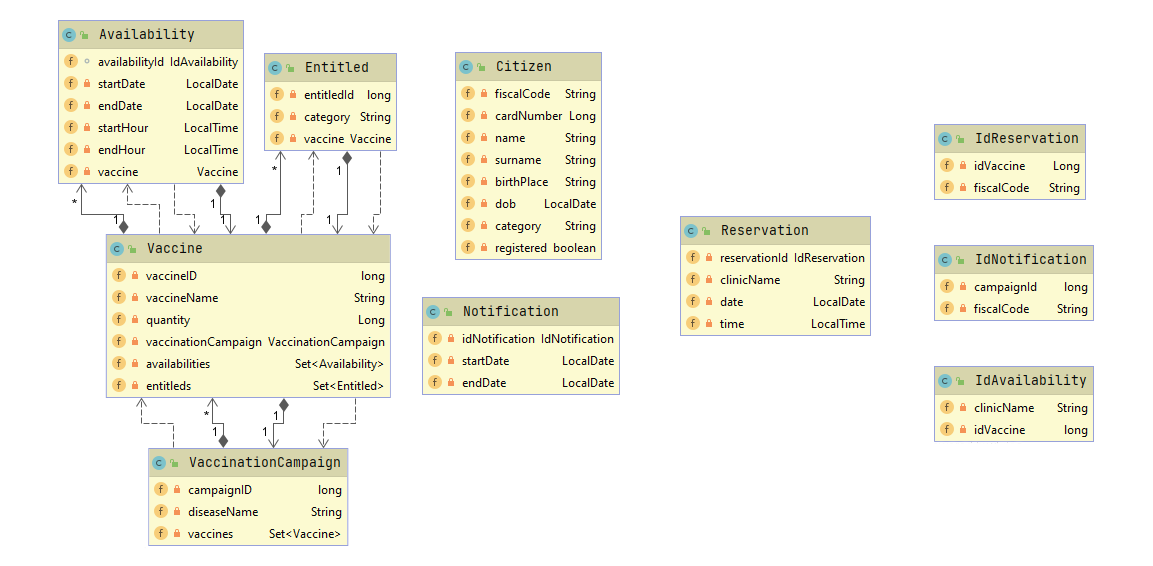 Availability
availabilityId IdAvailability
startDate LocalDate
endDate LocalDate
startHour LocalTime
endHour LocalTime
vaccine Vaccine
Entitled
entitledId long
category String
vaccine Vaccine
Citizen
fiscalCode String
cardNumber Long
name String
surname String
birthPlace String
dob LocalDate
category String
registered boolean
* 1 1 1 1 * 1 1
Vaccine
vaccineID long
vaccineName String
quantity Long
vaccinationCampaign VaccinationCampaign
availabilities Set<Availability>
entitleds Set<Entitled>
* 1 1 1
VaccinationCampaign
campaignID long
diseaseName String
vaccines Set<Vaccine>
Notification
idNotification IdNotification
startDate LocalDate
endDate LocalDate
Reservation
reservationId IdReservation
clinicName String
date LocalDate
time LocalTime
IdReservation
idVaccine Long
fiscalCode String
IdNotification
campaignId long
fiscalCode String
IdAvailability
clinicName String
idVaccine long